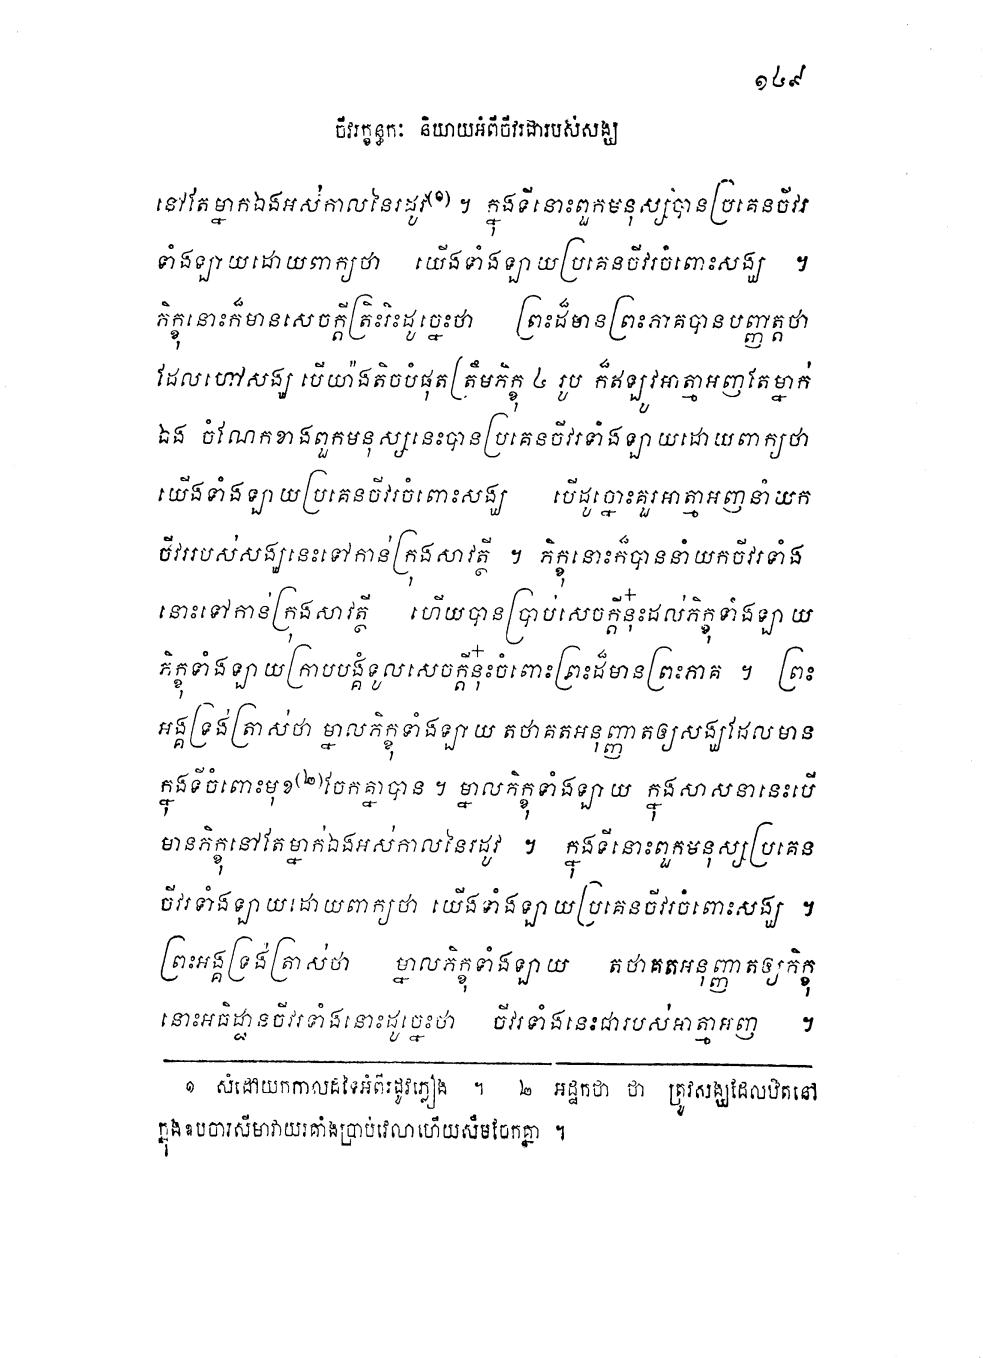 ១៤៩
ចីវរក្ខន្ធកៈ និយាយអំពីចីវរជារបស់សង្ឃ
នៅតែម្នាកឯងអស់កាលនៃរដូវ(១) ។ ក្នុងទីនោះពួកមនុស្សបានប្រគេនចីវរ
ទាំងឡាយដោយពាក្យថា យើងទាំងឡាយប្រគេនចីវរចំពោះសង្ឃ ។
ភិក្ខុនោះក៏មានសេចក្តីត្រិះរិះដូច្នេះថា ព្រះដ៏មានព្រះភាគបានបញ្ញត្តថា
ដែលហៅសង្ឃ បើយ៉ាងតិចបំផុតត្រឹមភិក្ខុ ៤ រូប ក៏ឥឡូវអាត្មាអញតែម្នាក់
ឯង ចំណែកខាងពួកមនុស្សនេះបានប្រគេនចីវរទាំងឡាយដោយពាក្យថា
យើងទាំងឡាយប្រគេនចីវរចំពោះសង្ឃ បើដូច្នោះគួរអាត្មាអញនាំយក
ចីវររបស់សង្ឃនេះទៅកាន់ក្រុងសាវត្ថី ។ ភិក្ខុនោះក៏បាននាំយកចីវរទាំង
នោះទៅកាន់ក្រុងសាវត្ថី ហើយបានប្រាប់សេចក្តីនុ៎ះដល់ភិក្ខុទាំងឡាយ
ភិក្ខុទាំងឡាយក្រាបបង្គំទូលសេចក្តីនុ៎ះចំពោះព្រះដ៏មានព្រះភាគ ។ ព្រះ
អង្គទ្រង់ត្រាស់ថា ម្នាលភិក្ខុទាំងឡាយ តថាគតអនុញ្ញាតឲ្យសង្ឃដែលមាន
ក្នុងទីចំពោះមុខ(២)ចែកគ្នាបាន ។ ម្នាលភិក្ខុទាំងឡាយ ក្នុងសាសនានេះបើ
មានភិក្ខុនៅតែម្នាក់ឯងអស់កាលនៃរដូវ ។ ក្នុងទីនោះពួកមនុស្សប្រគេន
ចីវរទាំងឡាយដោយពាក្យថា យើងទាំងឡាយប្រគេនចីវរចំពោះសង្ឃ ។
ព្រះអង្គទ្រង់ត្រាស់ថា ម្នាលភិក្ខុទាំងឡាយ តថាគតអនុញ្ញាតឲ្យភិក្ខុ
នោះអធិដ្ឋានចីវរទាំងនោះដូច្នេះថា ចីវរទាំងនេះជារបស់អាត្មាអញ ។
១ សំដៅយកកាលដទៃអំពីរដូវភ្លៀង ។ ២ អដ្ឋកថា ថា ត្រូវសង្ឃដែលឋិតនៅ
ក្នុងឧបចារសីមាវាយរគាំងប្រាប់វេលាហើយសឹមចែកគ្នា ។